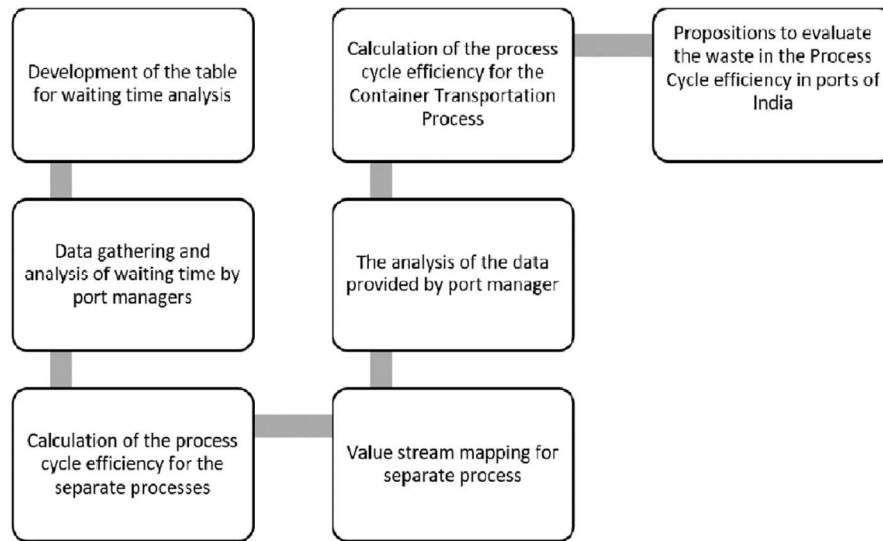 Development of the table
for waiting time analysis
Data gathering and
analysis of waiting time by
port managers
Calculation of the process
cycle efficiency for the
separate processes
Value stream mapping for
separate process
The analysis of the data
provided by port manager
Calculation of the process
cycle efficiency for the
Container Transportation
Process
Propositions to evaluate
the waste in the Process
Cycle efficiency in ports of
India